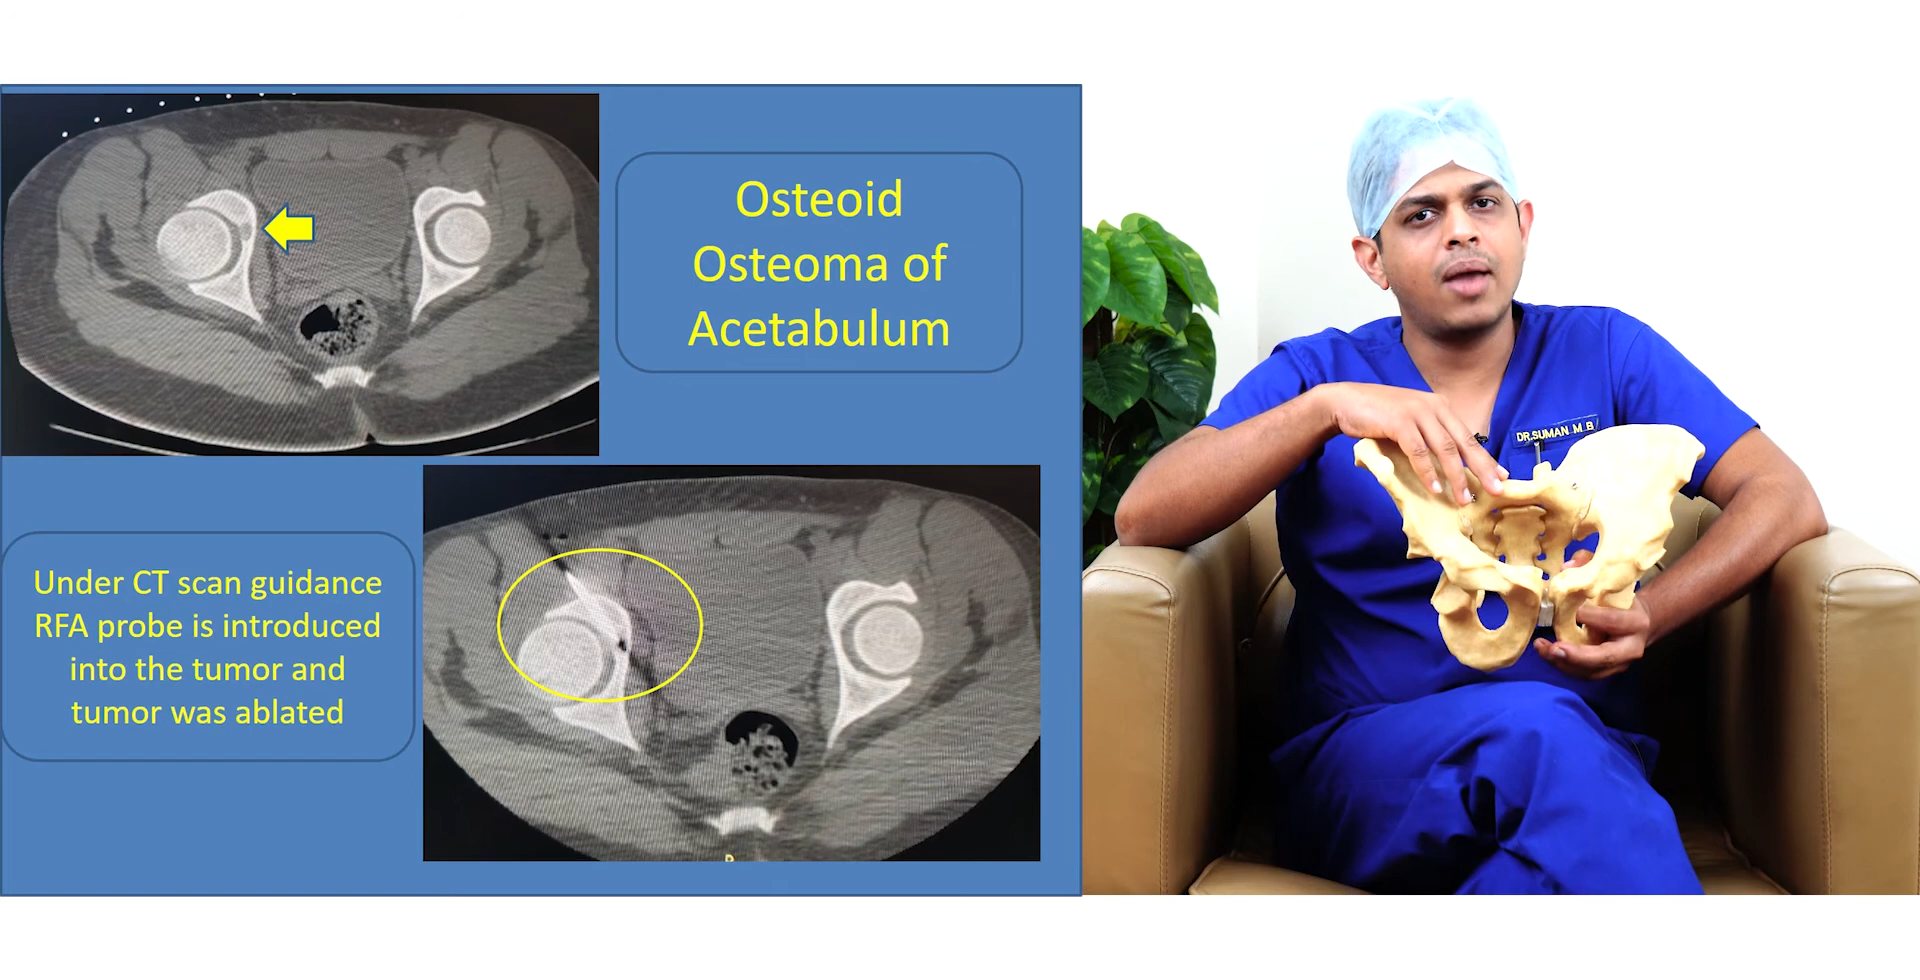 Osteoid
Osteoma of
Acetabulum
Under CT scan guidance
RFA probe is introduced
into the tumor and
tumor was ablated
DR.SUMAN M B